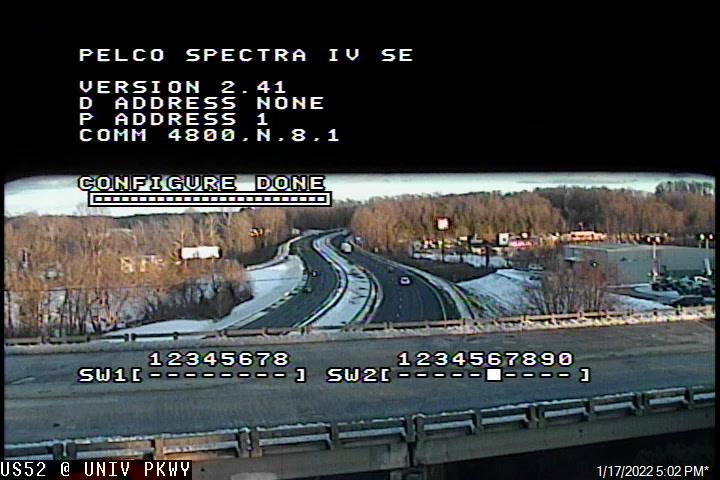 PELCO SPECTRA IV SE
VERSION 2.41
D ADDRESS NONE
P ADDRESS 1
COMM 4800,N,8,1
CONFIGURE DONE
12345678 1234567890
SW1[--------] SW2[-----■----]
US52 @ UNIV PKWY
1/17/2022 5:02 PM*